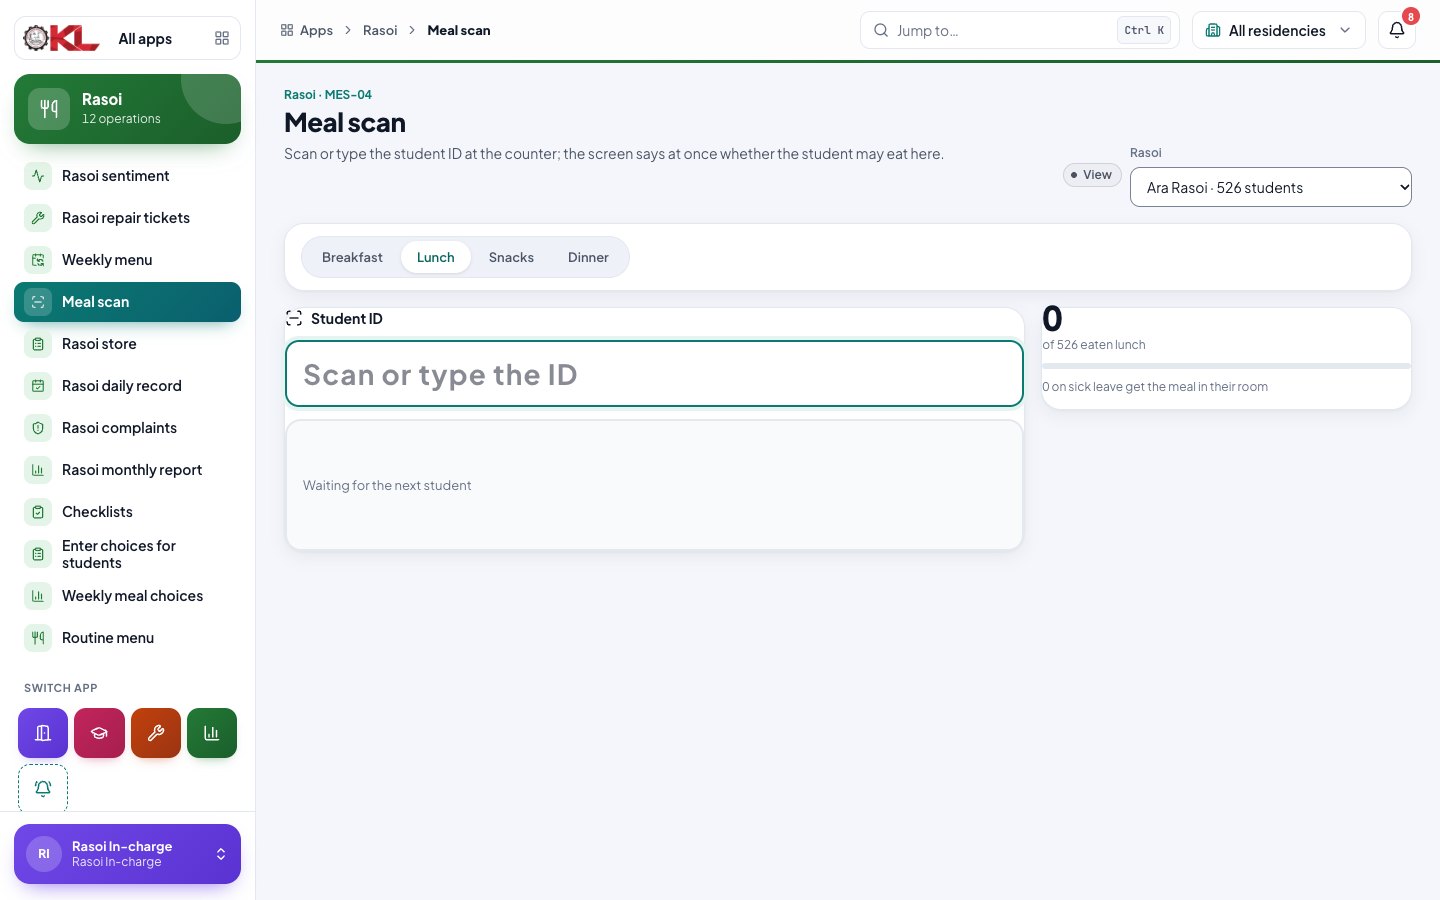 OKL
All apps
Rasoi
12 operations
Rasoi sentiment
Rasoi repair tickets
Weekly menu
Meal scan
Rasoi store
Rasoi daily record
Rasoi complaints
Rasoi monthly report
Checklists
Enter choices for
students
Weekly meal choices
Routine menu
SWITCH APP
RI
Rasoi In-charge
Rasoi In-charge
Apps
Rasoi
Meal scan
Jump to...
Ctrl K
All residencies
8
Rasoi · MES-04
Meal scan
Scan or type the student ID at the counter; the screen says at once whether the student may eat here.
View
Rasoi
Ara Rasoi · 526 students
Breakfast
Lunch
Snacks
Dinner
Student ID
Scan or type the ID
Waiting for the next student
0
of 526 eaten lunch
0 on sick leave get the meal in their room